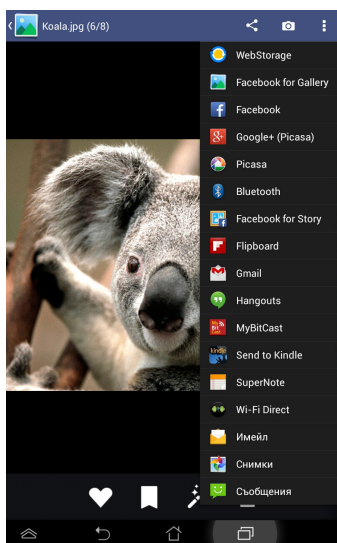 Koala.jpg (6/8)
WebStorage
Facebook for Gallery
Facebook
Google+ (Picasa)
Picasa
Bluetooth
Facebook for Story
Flipboard
Gmail
Hangouts
MyBitCast
Send to Kindle
SuperNote
Wi-Fi Direct
Имейл
Снимки
Съобщения